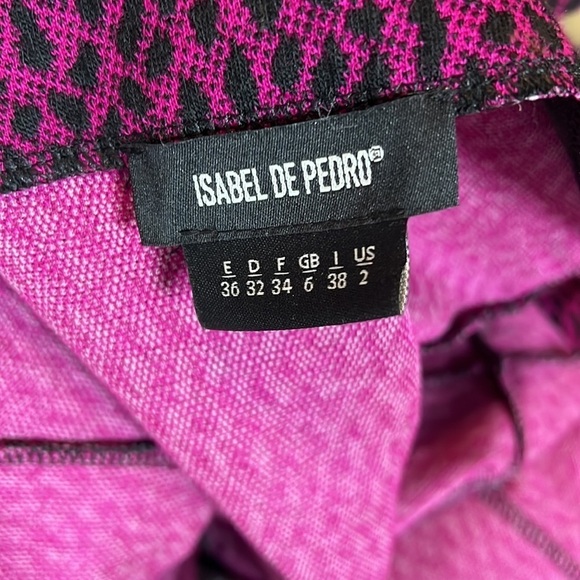 ISABEL DE PEDRO®
E D F GB I US
36 32 34 6 38 2